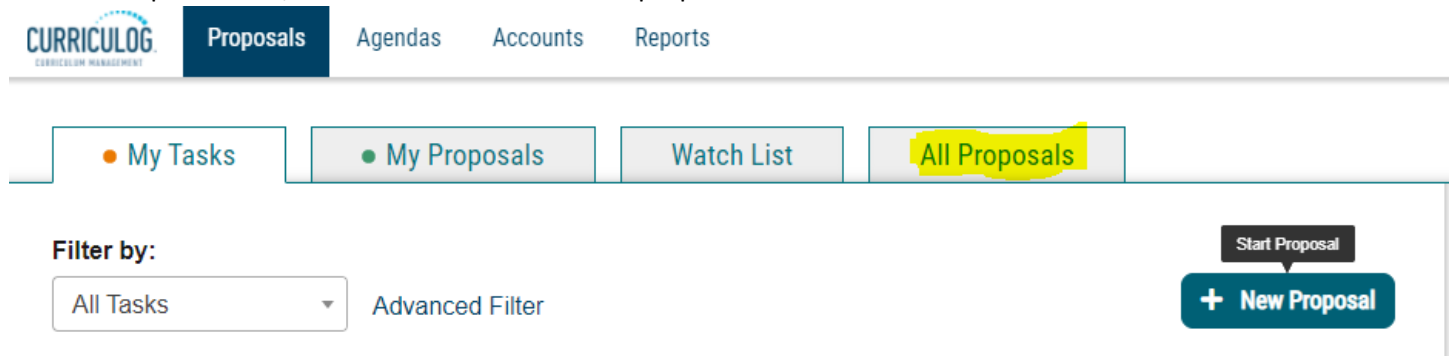 CURRICULOG
CURRICULUM MANAGEMENT
Proposals Agendas Accounts Reports
My Tasks My Proposals Watch List All Proposals
Filter by:
Start Proposal
All Tasks Advanced Filter + New Proposal